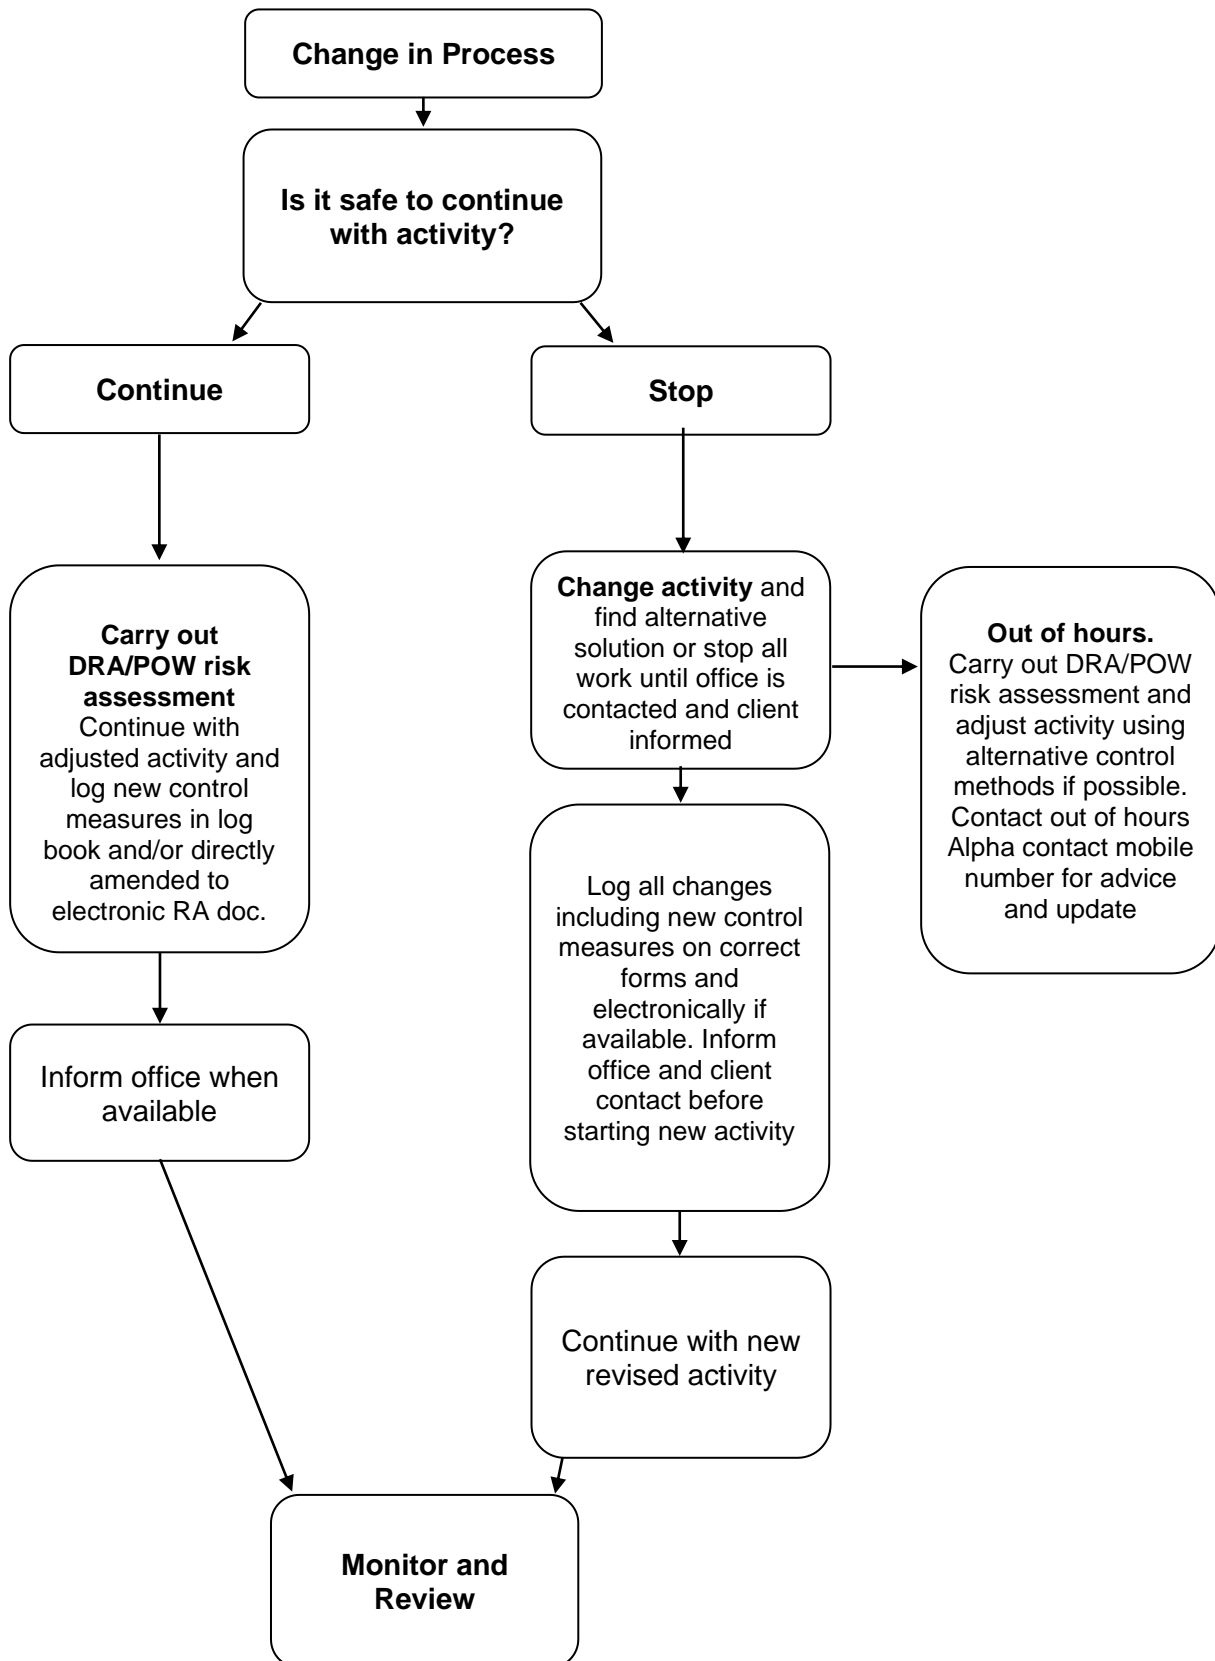 Change in Process
Is it safe to continue
with activity?
Continue
Stop
Carry out
DRA/POW risk
assessment
Continue with
adjusted activity and
log new control
measures in log
book and/or directly
amended to
electronic RA doc.
Change activity and
find alternative
solution or stop all
work until office is
contacted and client
informed
Out of hours.
Carry out DRA/POW
risk assessment and
adjust activity using
alternative control
methods if possible.
Contact out of hours
Alpha contact mobile
number for advice
and update
Log all changes
including new control
measures on correct
forms and
electronically if
available. Inform
office and client
contact before
starting new activity
Inform office when
available
Continue with new
revised activity
Monitor and
Review